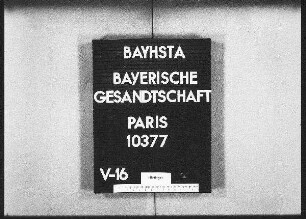 BAYHSTA
BAYERISCHE
GESANDTSCHAFT
PARIS
10377
V-16